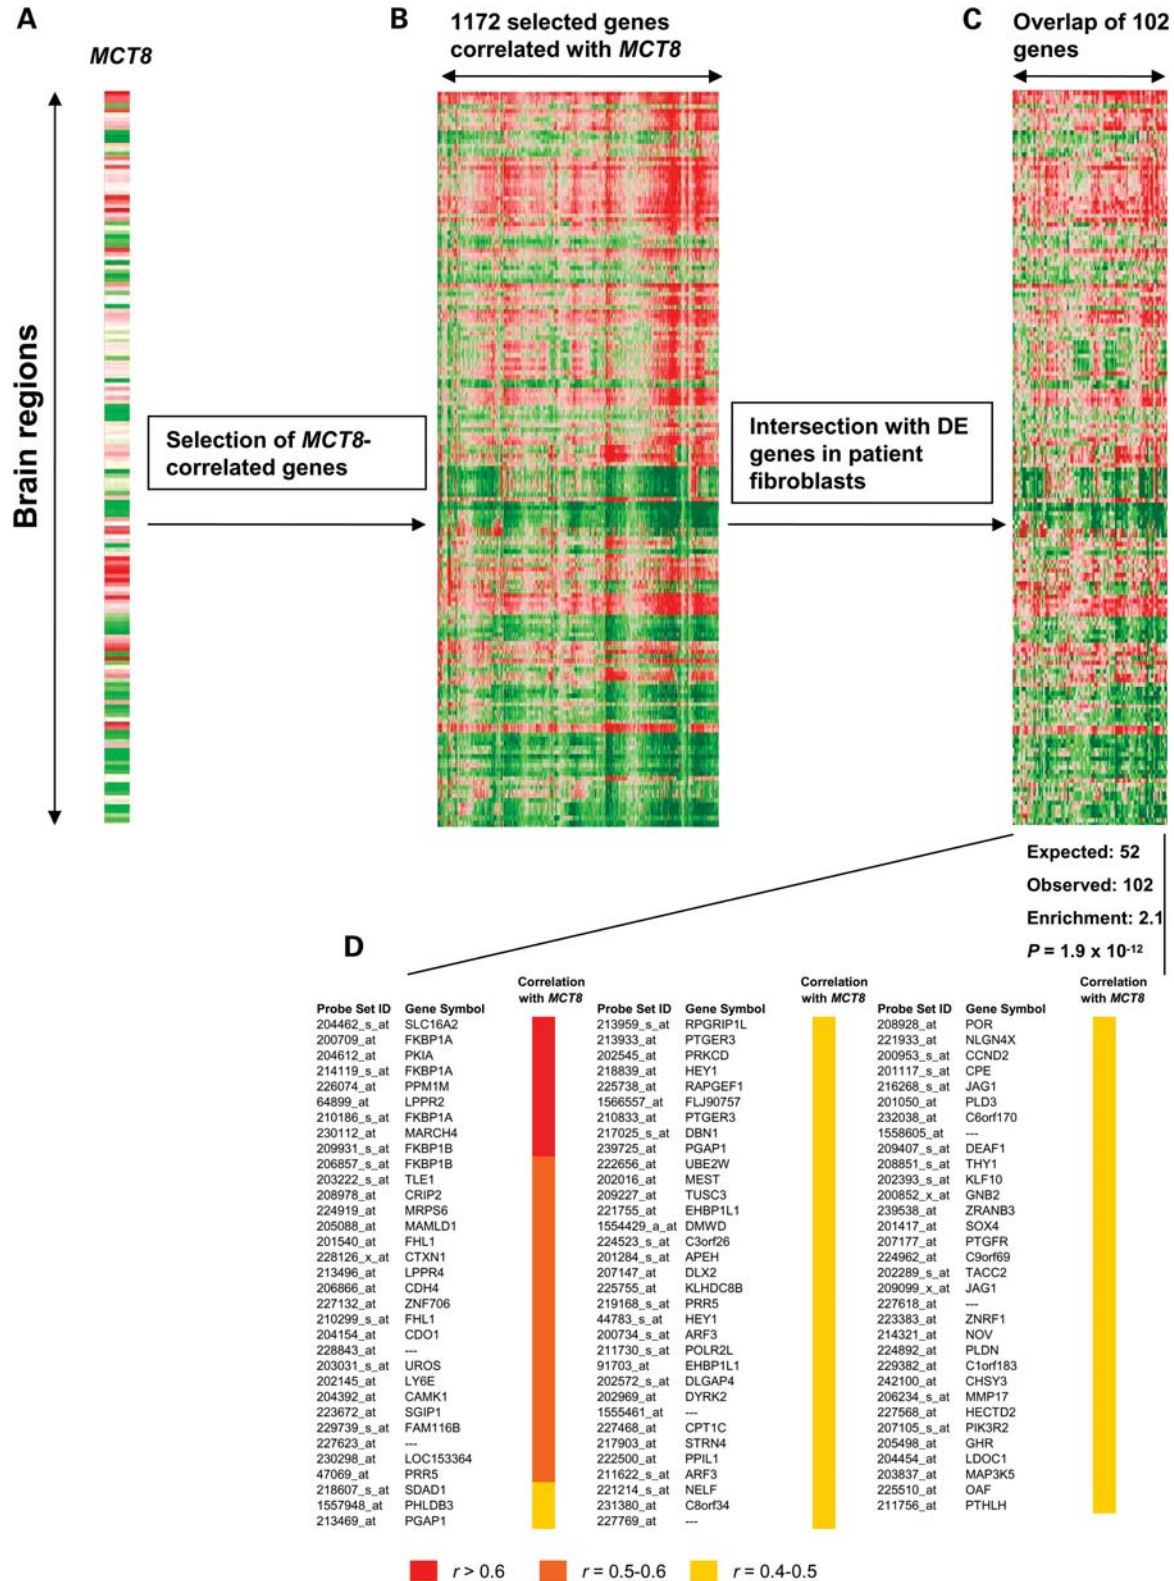 A
MCT8
B
1172 selected genes
correlated with MCT8
C
Overlap of 102
genes
Brain regions
Selection of MCT8-
correlated genes
Intersection with DE
genes in patient
fibroblasts
Expected: 52
Observed: 102
Enrichment: 2.1
P = 1.9 x 10-12
D
Probe Set ID Gene Symbol Correlation
with MCT8
204462_s_at SLC16A2
200709_at FKBP1A
204612_at PKIA
214119_s_at FKBP1A
226074_at PPM1M
64899_at LPPR2
210186_s_at FKBP1A
230112_at MARCH4
209931_s_at FKBP1B
206857_s_at FKBP1B
203222_s_at TLE1
208978_at CRIP2
224919_at MRPS6
205088_at MAMLD1
201540_at FHL1
228126_x_at CTXN1
213496_at LPPR4
206866_at CDH4
227132_at ZNF706
210299_s_at FHL1
204154_at CDO1
228843_at ---
203031_s_at UROS
202145_at LY6E
204392_at CAMK1
223672_at SGIP1
229739_s_at FAM116B
227623_at ---
230298_at LOC153364
47069_at PRR5
218607_s_at SDAD1
1557948_at PHLDB3
213469_at PGAP1
Probe Set ID Gene Symbol Correlation
with MCT8
213959_s_at RPGRIP1L
213933_at PTGER3
202545_at PRKCD
218839_at HEY1
225738_at RAPGEF1
1566557_at FLJ90757
210833_at PTGER3
217025_s_at DBN1
239725_at PGAP1
222656_at UBE2W
202016_at MEST
209227_at TUSC3
221755_at EHBP1L1
1554429_a_at DMWD
224523_s_at C3orf26
201284_s_at APEH
207147_at DLX2
225755_at KLHDC8B
219168_s_at PRR5
44783_s_at HEY1
200734_s_at ARF3
211730_s_at POLR2L
91703_at EHBP1L1
202572_s_at DLGAP4
202969_at DYRK2
1555461_at ---
227468_at CPT1C
217903_at STRN4
222500_at PPIL1
211622_s_at ARF3
221214_s_at NELF
231380_at C8orf34
227769_at ---
Probe Set ID Gene Symbol Correlation
with MCT8
208928_at POR
221933_at NLGN4X
200953_s_at CCND2
201117_s_at CPE
216268_s_at JAG1
201050_at PLD3
232038_at C6orf170
1558605_at ---
209407_s_at DEAF1
208851_s_at THY1
202393_s_at KLF10
200852_x_at GNB2
239538_at ZRANB3
201417_at SOX4
207177_at PTGFR
224962_at C9orf69
202289_s_at TACC2
209099_x_at JAG1
227618_at ---
223383_at ZNRF1
214321_at NOV
224892_at PLDN
229382_at C1orf183
242100_at CHSY3
206234_s_at MMP17
227568_at HECTD2
207105_s_at PIK3R2
205498_at GHR
204454_at LDOC1
203837_at MAP3K5
225510_at OAF
211756_at PTHLH
r > 0.6 r = 0.5-0.6 r = 0.4-0.5